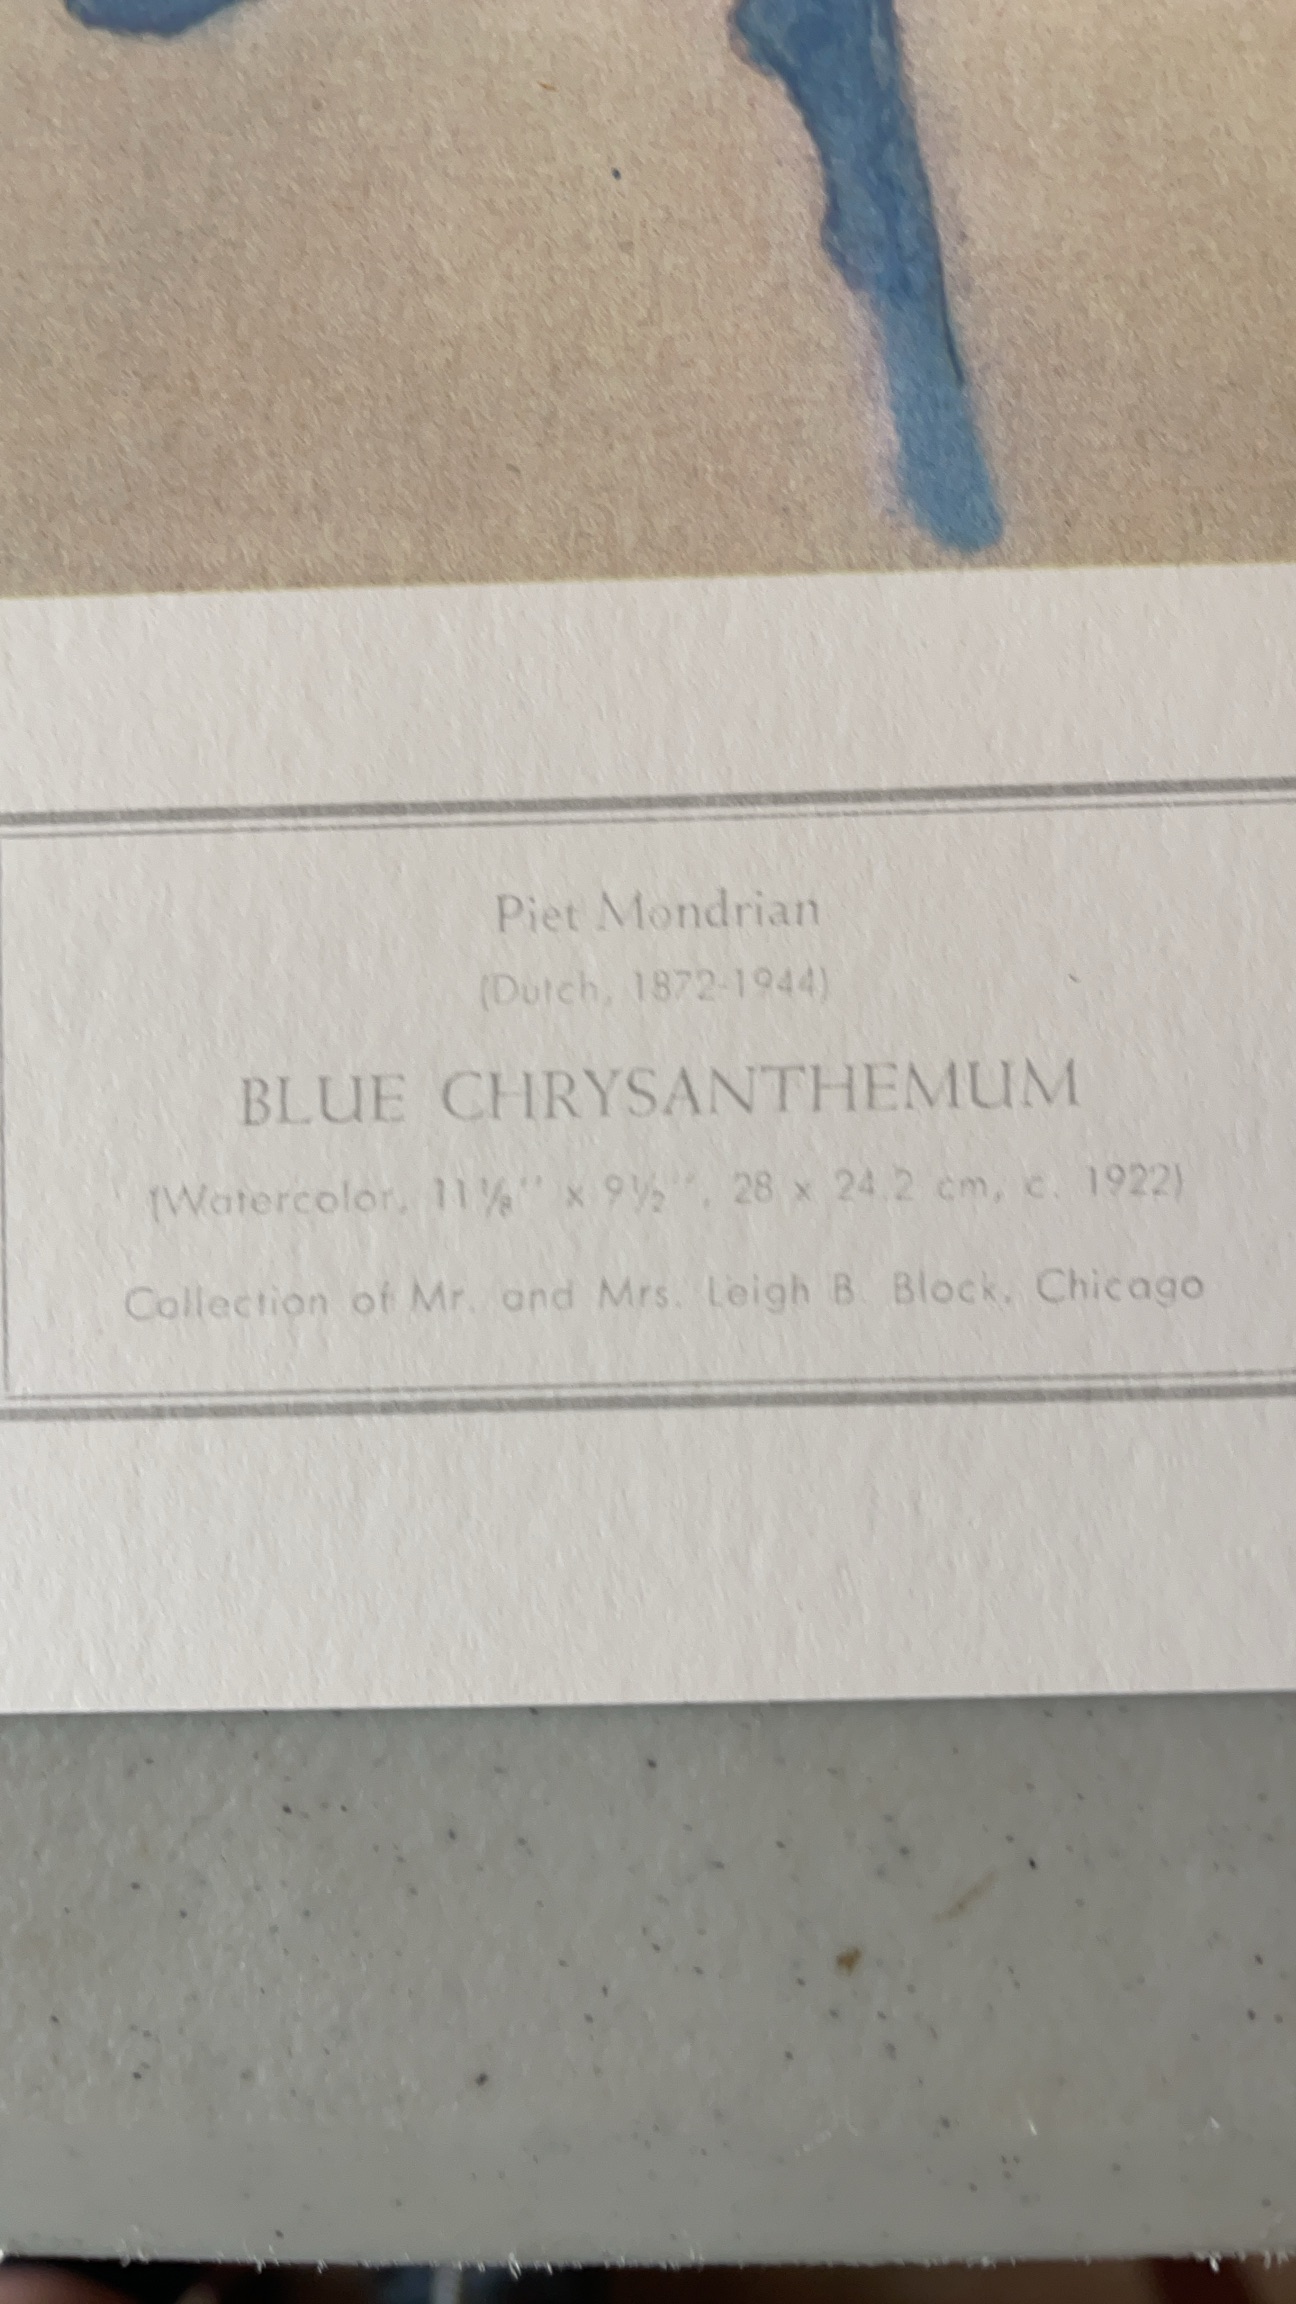 Piet Mondrian
(Dutch, 1872-1944)
BLUE CHRYSANTHEMUM
(Watercolor, 11⅛'' x 9½'', 28 x 24.2 cm, c. 1922)
Collection of Mr. and Mrs. Leigh B. Block, Chicago